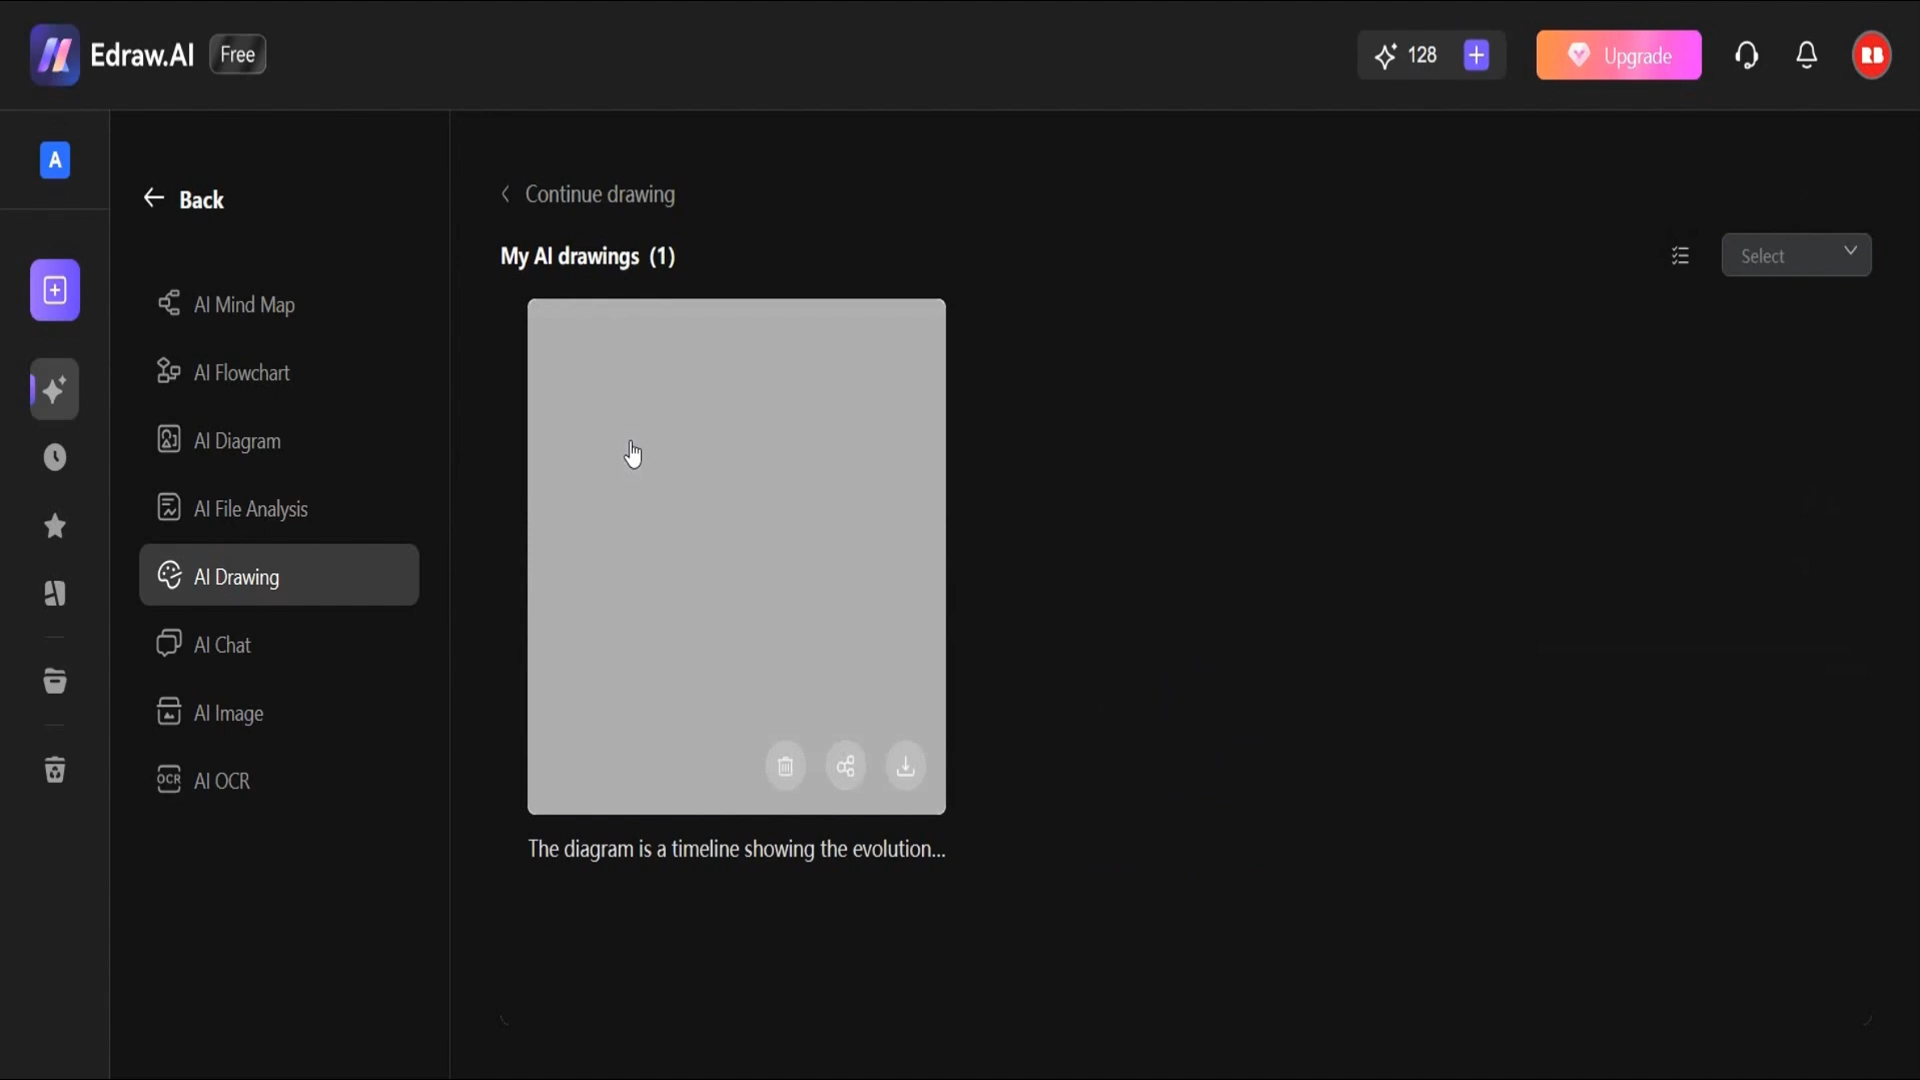 Edraw.AI Free
128
Upgrade
RB
A
Back
AI Mind Map
AI Flowchart
AI Diagram
AI File Analysis
AI Drawing
AI Chat
AI Image
OCR AI OCR
Continue drawing
My AI drawings (1)
Select
The diagram is a timeline showing the evolution...